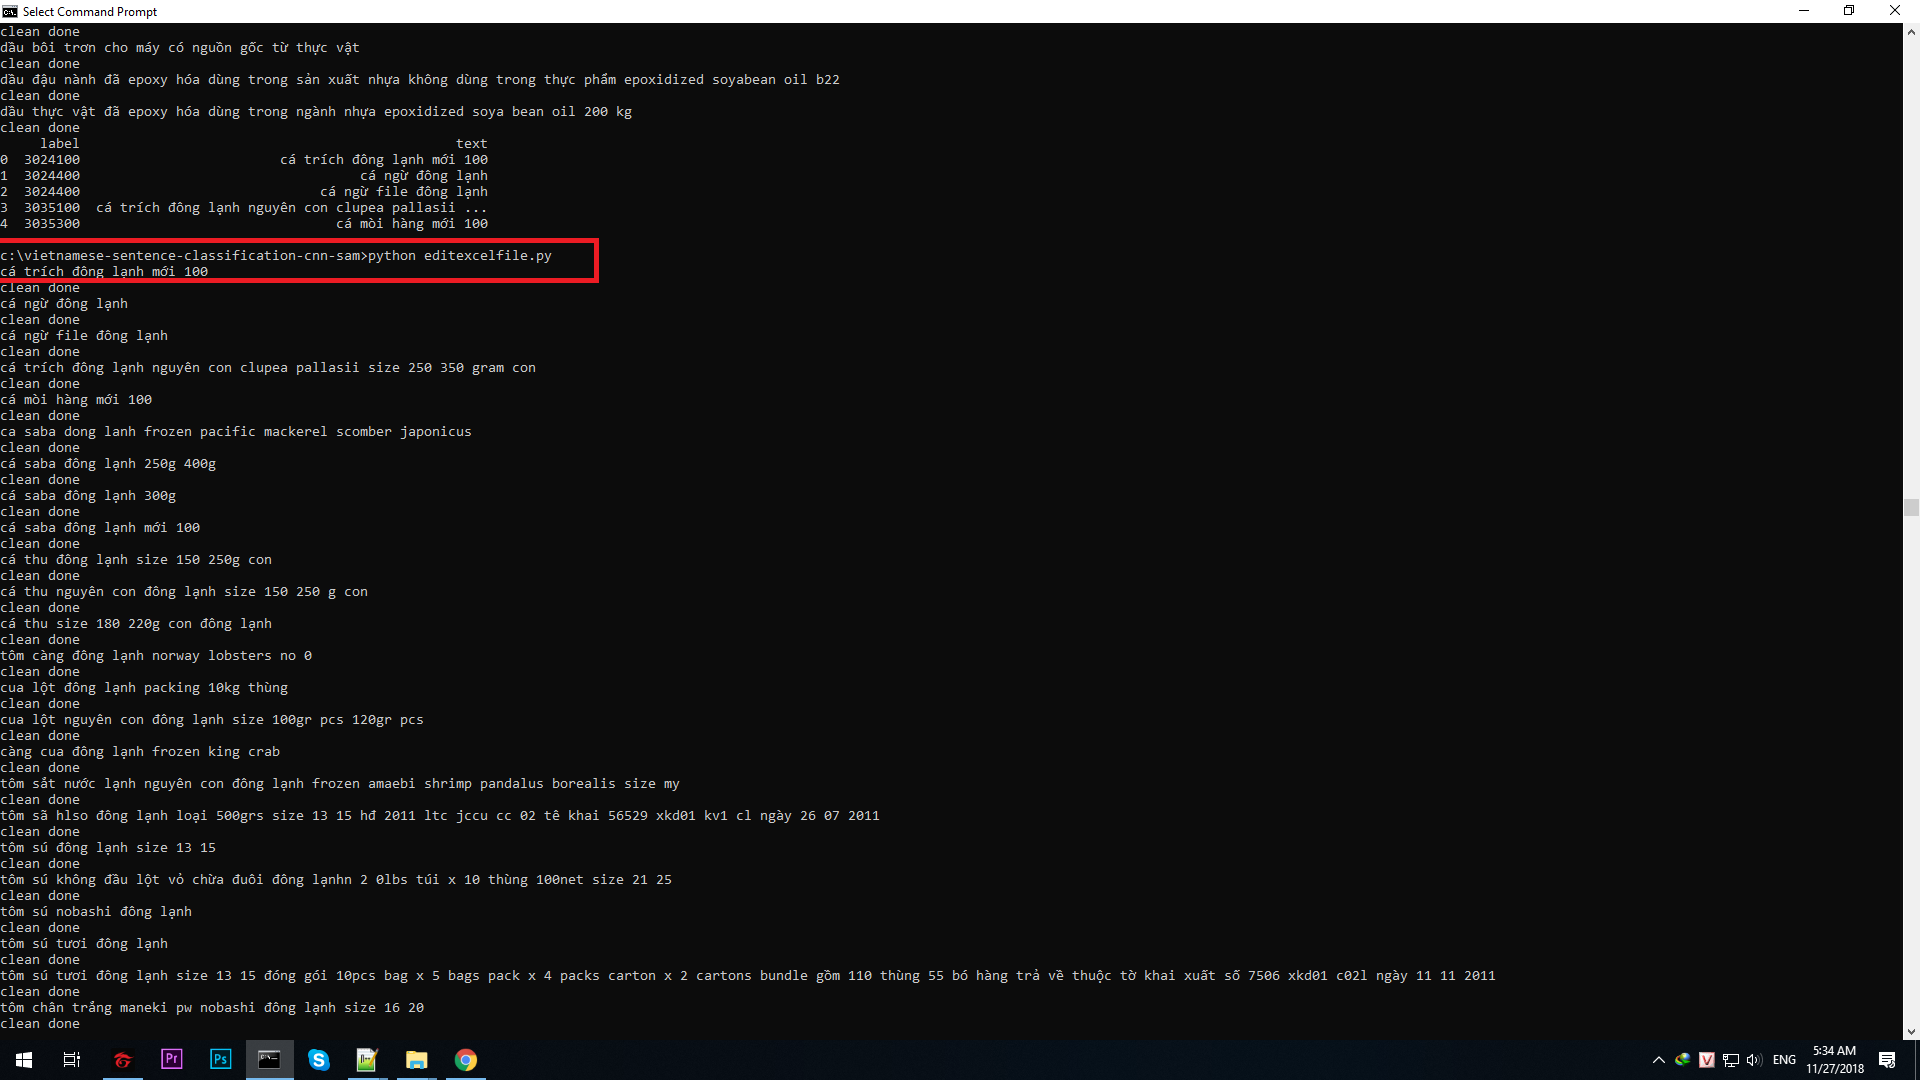 Select Command Prompt
clean done
dầu bôi trơn cho máy có nguồn gốc từ thực vật
clean done
dầu đậu nành đã epoxy hóa dùng trong sản xuất nhựa không dùng trong thực phẩm epoxidized soyabean oil b22
clean done
dầu thực vật đã epoxy hóa dùng trong ngành nhựa epoxidized soya bean oil 200 kg
clean done
label text
0 3024100 cá trích đông lạnh mới 100
1 3024400 cá ngừ đông lạnh
2 3024400 cá ngừ file đông lạnh
3 3035100 cá trích đông lạnh nguyên con clupea pallasii ...
4 3035300 cá mòi hàng mới 100
c:\vietnamese-sentence-classification-cnn-sam>python editexcelfile.py
cá trích đông lạnh mới 100
clean done
cá ngừ đông lạnh
clean done
cá ngừ file đông lạnh
clean done
cá trích đông lạnh nguyên con clupea pallasii size 250 350 gram con
clean done
cá mòi hàng mới 100
clean done
ca saba dong lanh frozen pacific mackerel scomber japonicus
clean done
cá saba đông lạnh 250g 400g
clean done
cá saba đông lạnh 300g
clean done
cá saba đông lạnh mới 100
clean done
cá thu đông lạnh size 150 250g con
clean done
cá thu nguyên con đông lạnh size 150 250 g con
clean done
cá thu size 180 220g con đông lạnh
clean done
tôm càng đông lạnh norway lobsters no 0
clean done
cua lột đông lạnh packing 10kg thùng
clean done
cua lột nguyên con đông lạnh size 100gr pcs 120gr pcs
clean done
càng cua đông lạnh frozen king crab
clean done
tôm sắt nước lạnh nguyên con đông lạnh frozen amaebi shrimp pandalus borealis size my
clean done
tôm sã hlso đông lạnh loại 500grs size 13 15 hđ 2011 ltc jccu cc 02 tê khai 56529 xkd01 kv1 cl ngày 26 07 2011
clean done
tôm sú đông lạnh size 13 15
clean done
tôm sú không đầu lột vỏ chừa đuôi đông lạnhn 2 0lbs túi x 10 thùng 100net size 21 25
clean done
tôm sú nobashi đông lạnh
clean done
tôm sú tươi đông lạnh
clean done
tôm sú tươi đông lạnh size 13 15 đóng gói 10pcs bag x 5 bags pack x 4 packs carton x 2 cartons bundle gồm 110 thùng 55 bó hàng trả về thuộc tờ khai xuất số 7506 xkd01 c02l ngày 11 11 2011
clean done
tôm chân trắng maneki pw nobashi đông lạnh size 16 20
clean done
Pr
Ps
ENG
5:34 AM
11/27/2018